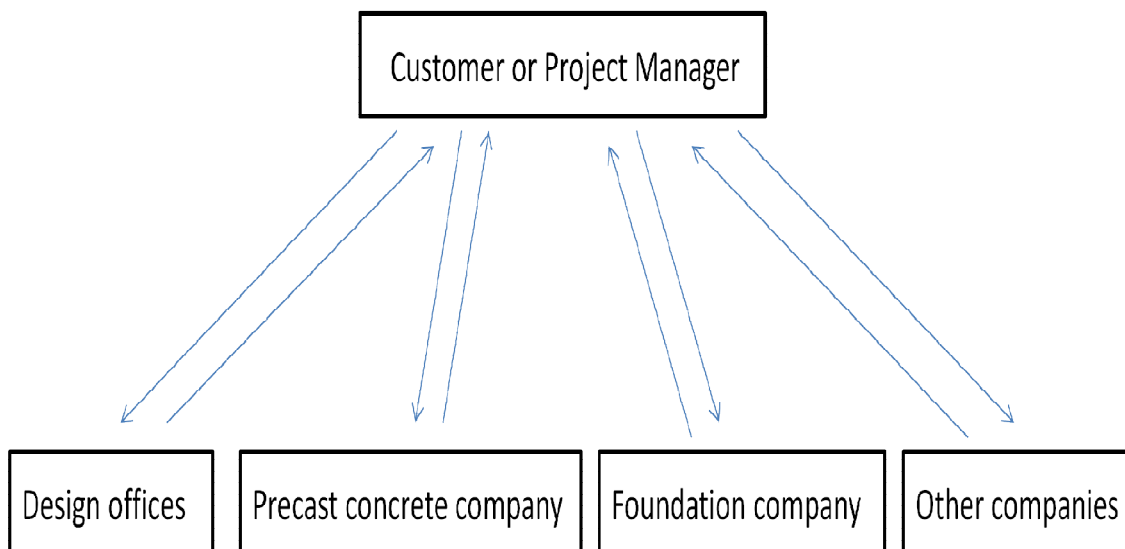 Customer or Project Manager
Design offices
Precast concrete company
Foundation company
Other companies